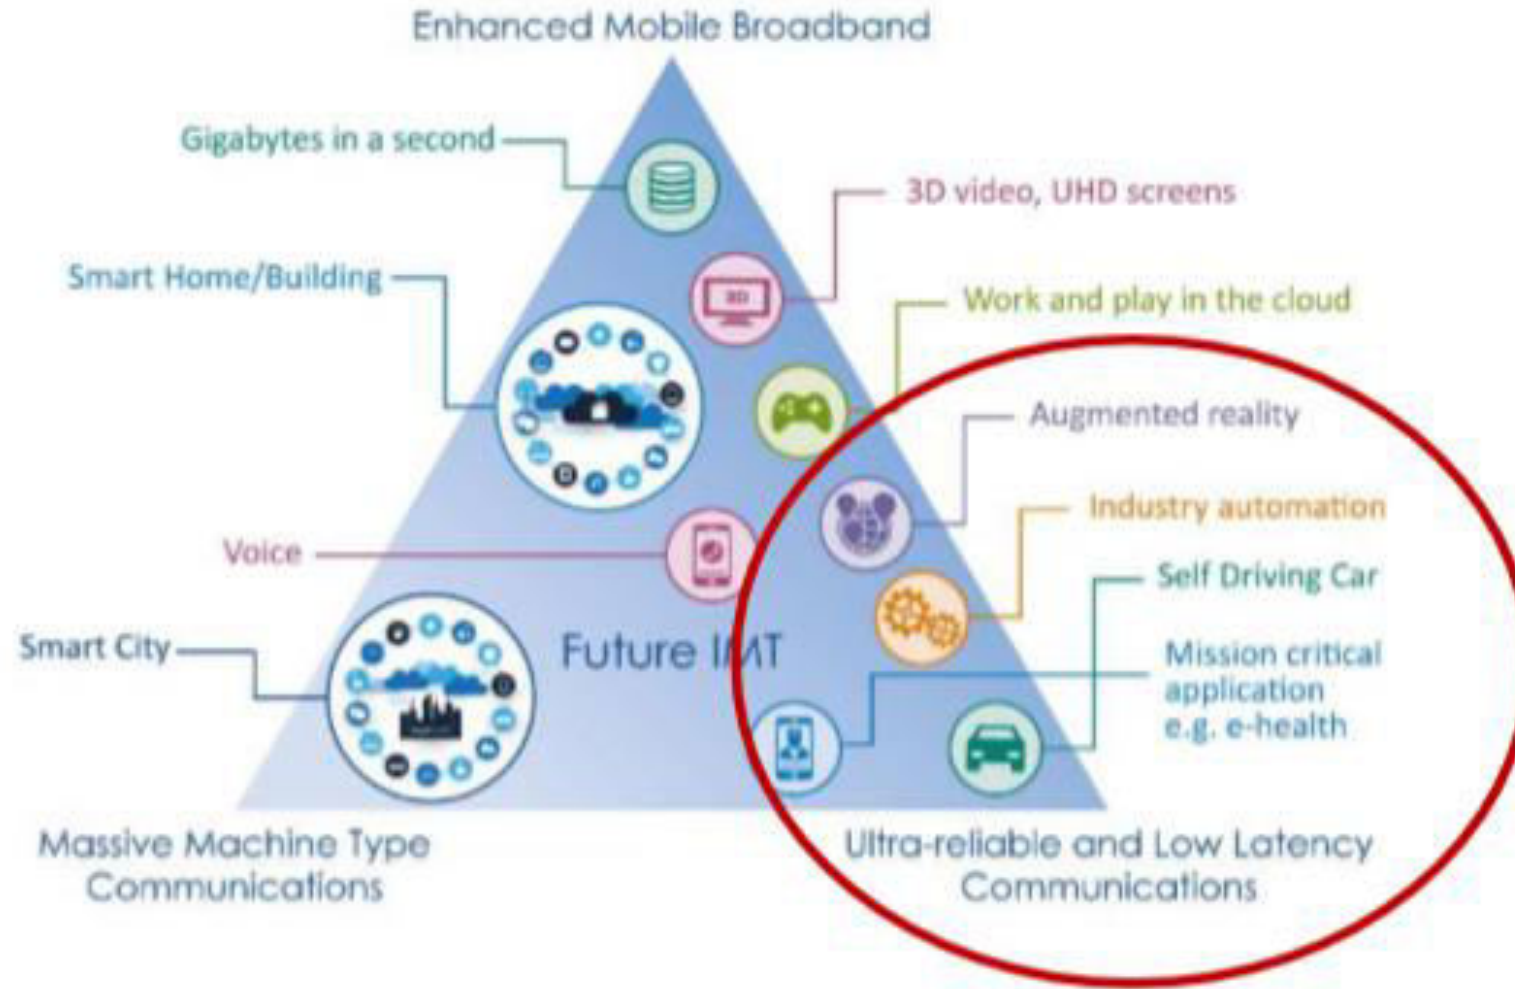 Enhanced Mobile Broadband
Gigabytes in a second
3D video, UHD screens
Smart Home/Building
3D
Work and play in the cloud
Augmented reality
Industry automation
Voice
Self Driving Car
Smart City
Future IMT
Mission critical
application
e.g. e-health
Massive Machine Type
Communications
Ultra-reliable and Low Latency
Communications